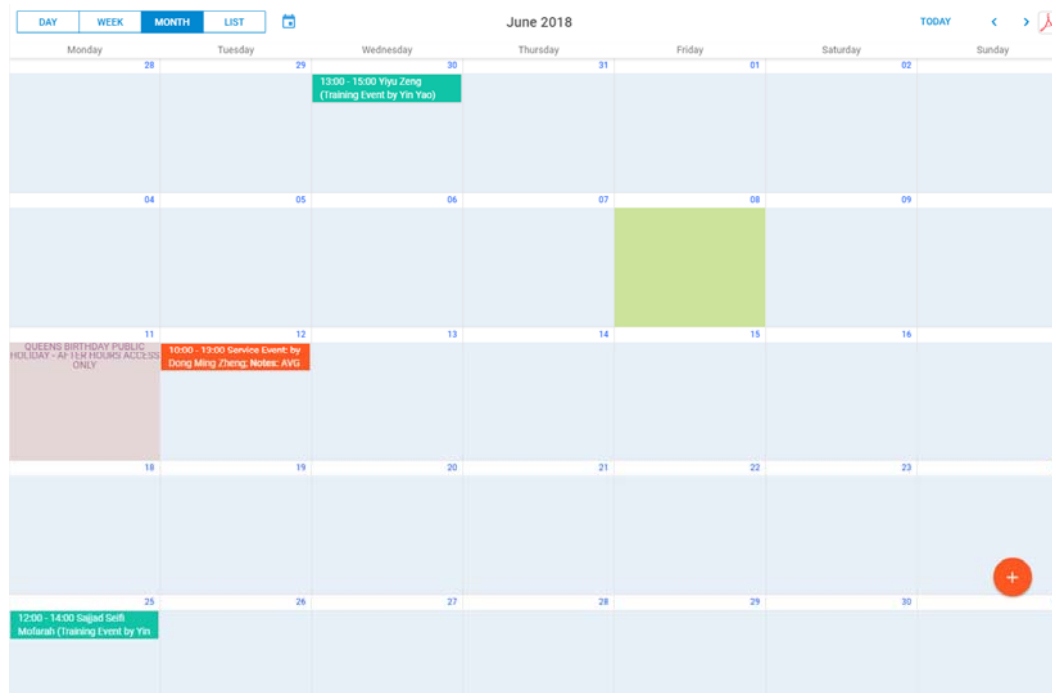 DAY WEEK MONTH LIST June 2018 TODAY
Monday Tuesday Wednesday Thursday Friday Saturday Sunday
28 29 30 31 01 02
13:00 - 15:00 Yiyu Zeng
(Training Event by Yin Yao)
04 05 06 07 08 09
11 12 13 14 15 16
QUEENS BIRTHDAY PUBLIC
HOLIDAY - AFTER HOURS ACCESS
ONLY
10:00 - 13:00 Service Event: by
Dong Ming Zheng; Notes: AVG
18 19 20 21 22 23
+
25 26 27 28 29 30
12:00 - 14:00 Sajjad Seifi
Mofarah (Training Event by Yin